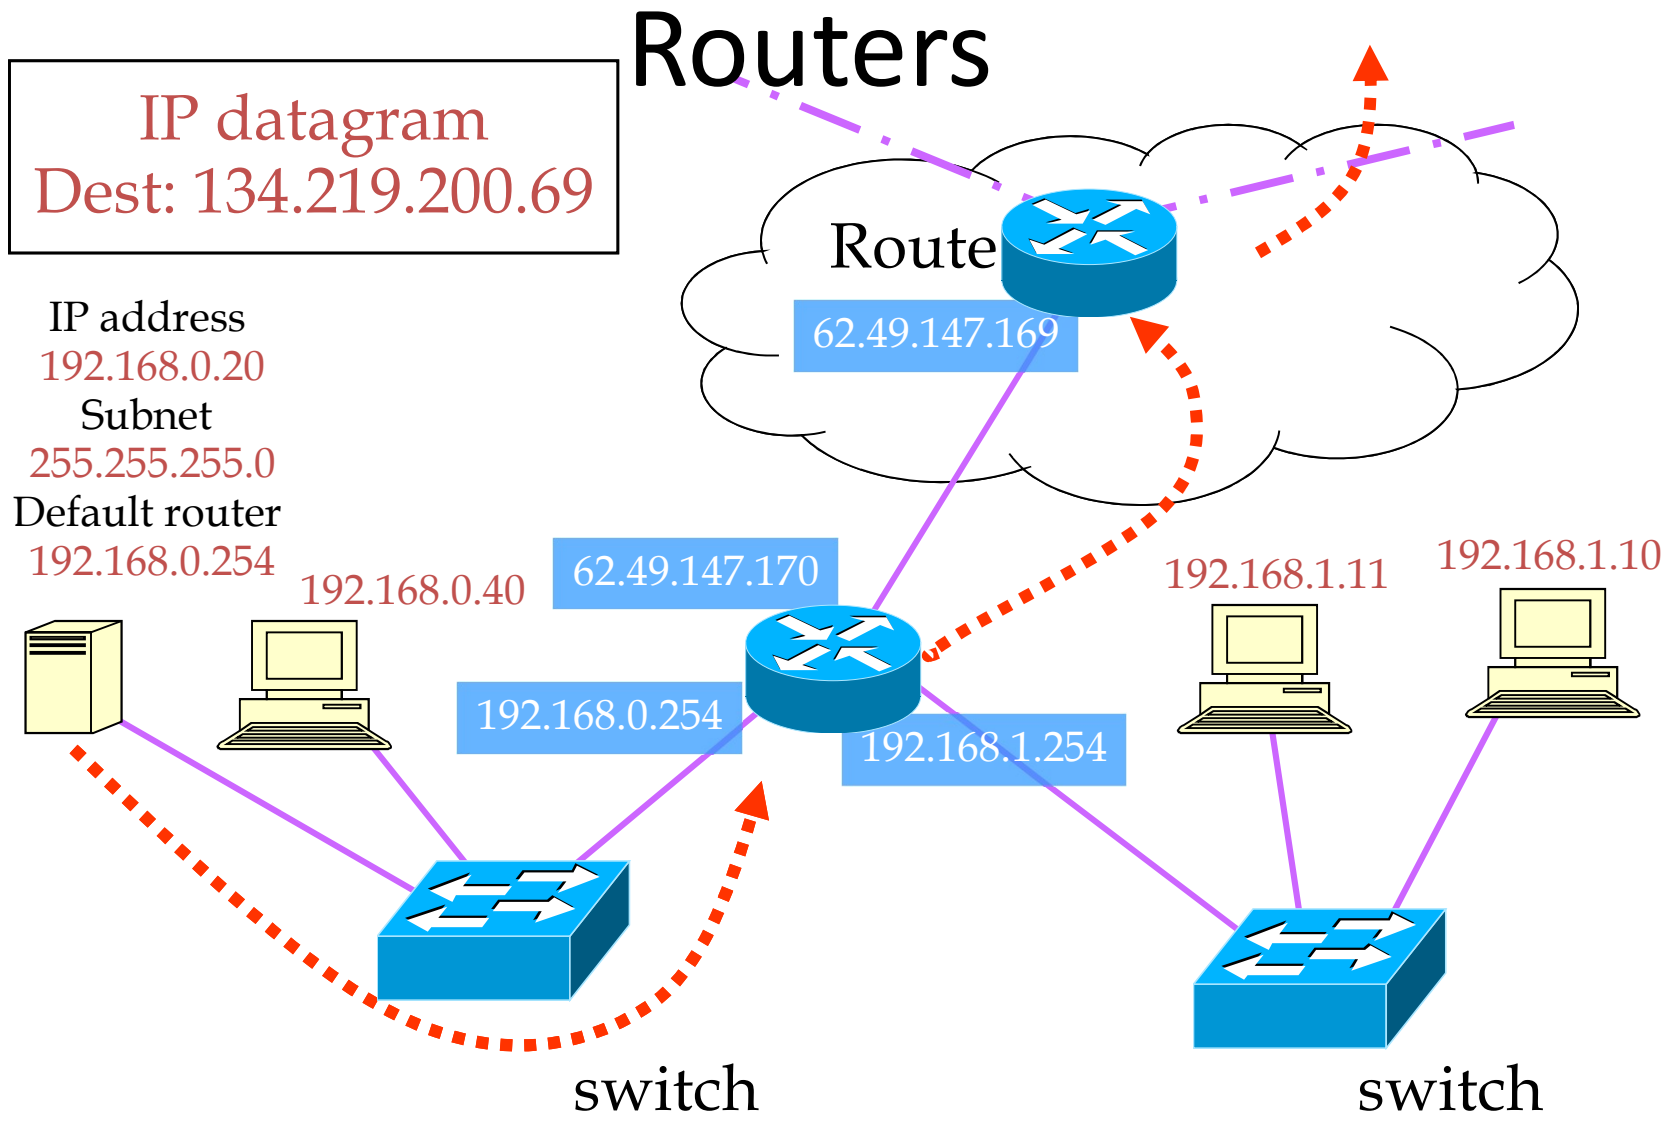 Routers
IP datagram
Dest: 134.219.200.69
Route
62.49.147.169
IP address
192.168.0.20
Subnet
255.255.255.0
Default router
192.168.0.254
192.168.0.40
62.49.147.170
192.168.1.11
192.168.1.10
192.168.0.254
192.168.1.254
switch
switch